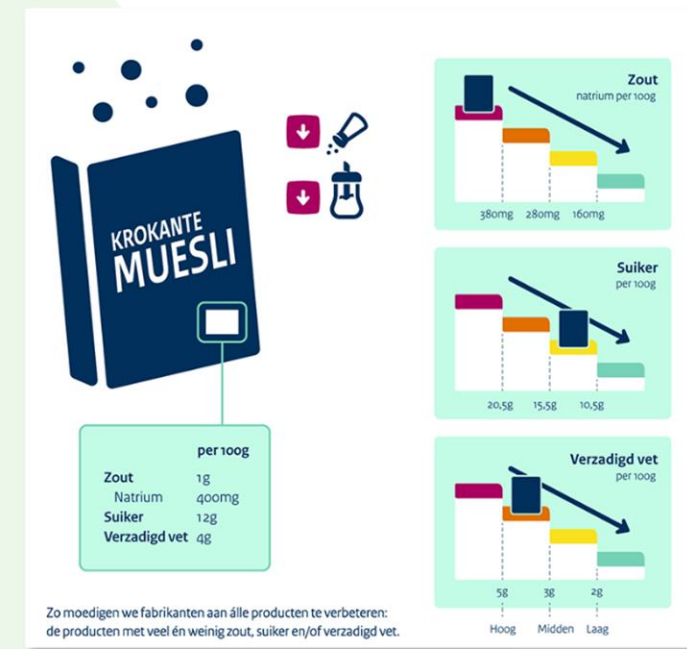 KROKANTE
MUESLI
per 100g
Zout 1g
Natrium 400mg
Suiker 12g
Verzadigd vet 4g
Zo moedigen we fabrikanten aan álle producten te verbeteren:
de producten met veel én weinig zout, suiker en/of verzadigd vet.
Zout
natrium per 100g
380mg 280mg 160mg
Suiker
per 100g
20,5g 15,5g 10,5g
Verzadigd vet
per 100g
5g 3g 2g
Hoog Midden Laag